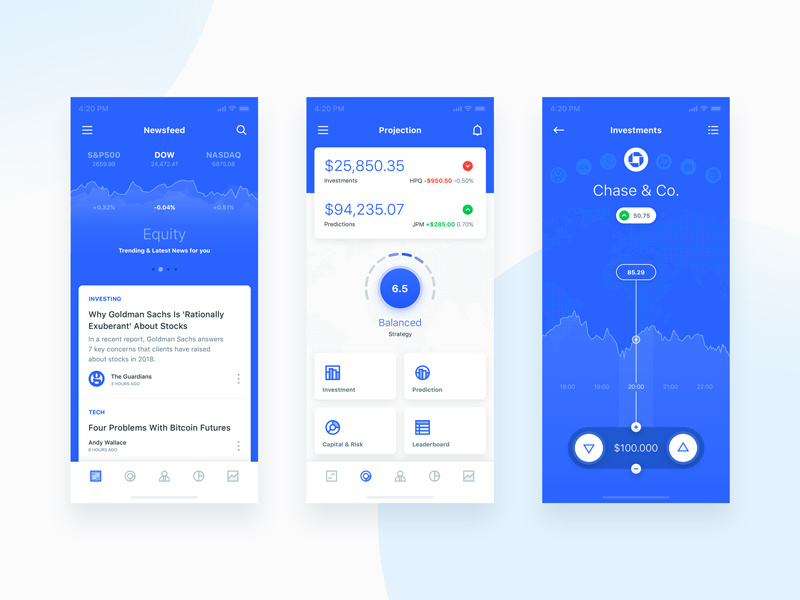 4:20 PM
Newsfeed
S&P500 DOW NASDAQ
2659.99 24,472.41 6875.08
+0.32% -0.04% +0.51%
Equity
Trending & Latest News for you
INVESTING
Why Goldman Sachs Is 'Rationally
Exuberant' About Stocks
In a recent report, Goldman Sachs answers
7 key concerns that clients have raised
about stocks in 2018.
The Guardians
3 HOURS AGO
TECH
Four Problems With Bitcoin Futures
Andy Wallace
6 HOURS AGO
4:20 PM
Projection
$25,850.35
Investments HPQ -$950.50 -0.50%
$94,235.07
Predictions JPM +$285.00 0.70%
6.5
Balanced
Strategy
Investment Prediction
Capital & Risk Leaderboard
4:20 PM
Investments
Chase & Co.
50.75
85.29
18:00 19:00 20:00 21:00 22:00
$100.000